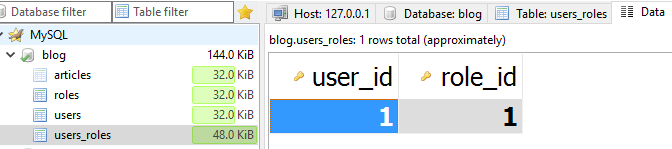 Database filter
Table filter
MySQL
blog 144.0 KiB
articles 32.0 KiB
roles 32.0 KiB
users 32.0 KiB
users_roles 48.0 KiB
Host: 127.0.0.1
Database: blog
Table: users_roles
Data
blog.users_roles: 1 rows total (approximately)
user_id role_id
1 1